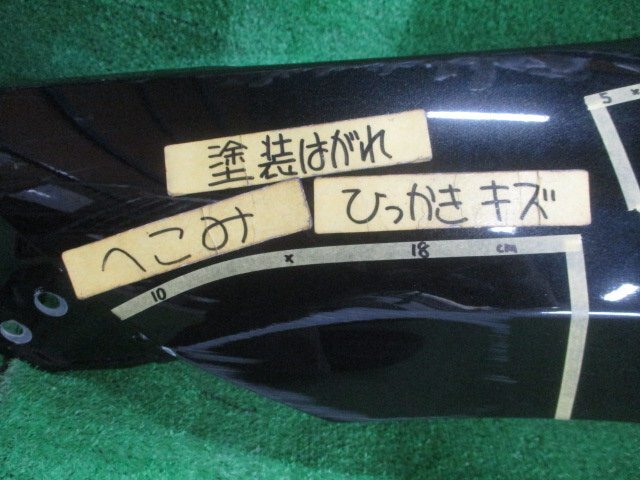 塗装はがれ
へこみ
ひっかきキズ
10 x 18 cm
5 x